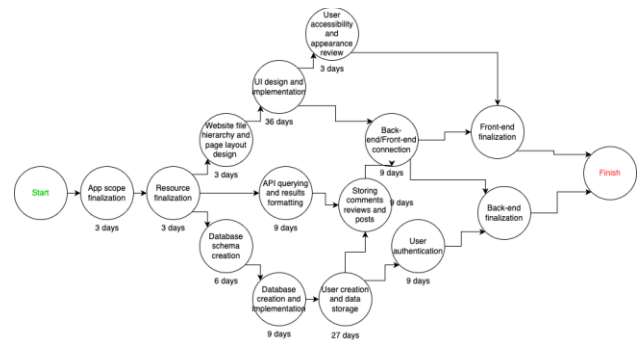 User
accessibility
and
appearance
review
3 days
UI design and
implementation
36 days
Website file
hierarchy and
page layout
design
3 days
Back-
end/Front-end
connection
9 days
Front-end
finalization
Start
App scope
finalization
3 days
Resource
finalization
3 days
API querying
and results
formatting
9 days
Storing
comments
reviews and
posts
9 days
Finish
Database
schema
creation
6 days
User
authentication
9 days
Back-end
finalization
Database
creation and
implementation
9 days
User creation
and data
storage
27 days